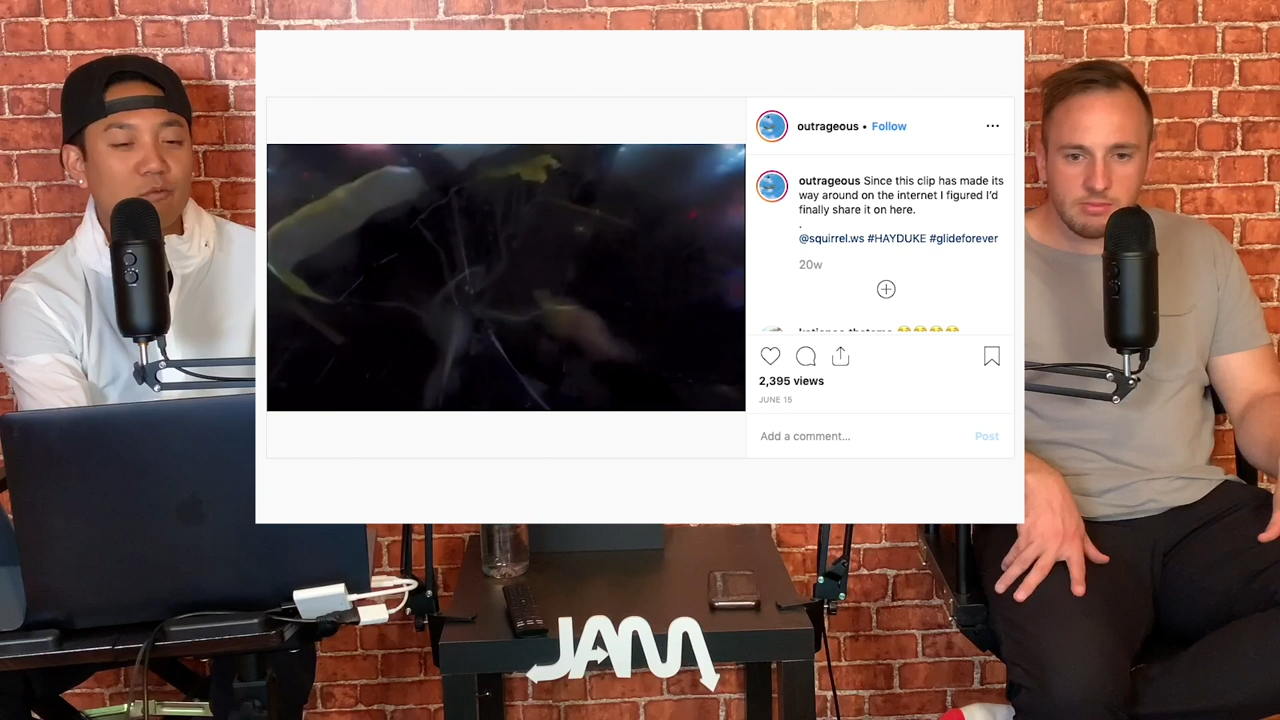 outrageous • Follow
outrageous Since this clip has made its
way around on the internet I figured I'd
finally share it on here.
.
@squirrel.ws #HAYDUKE #glideforever
20w
2,395 views
JUNE 15
Add a comment...
Post
JAM